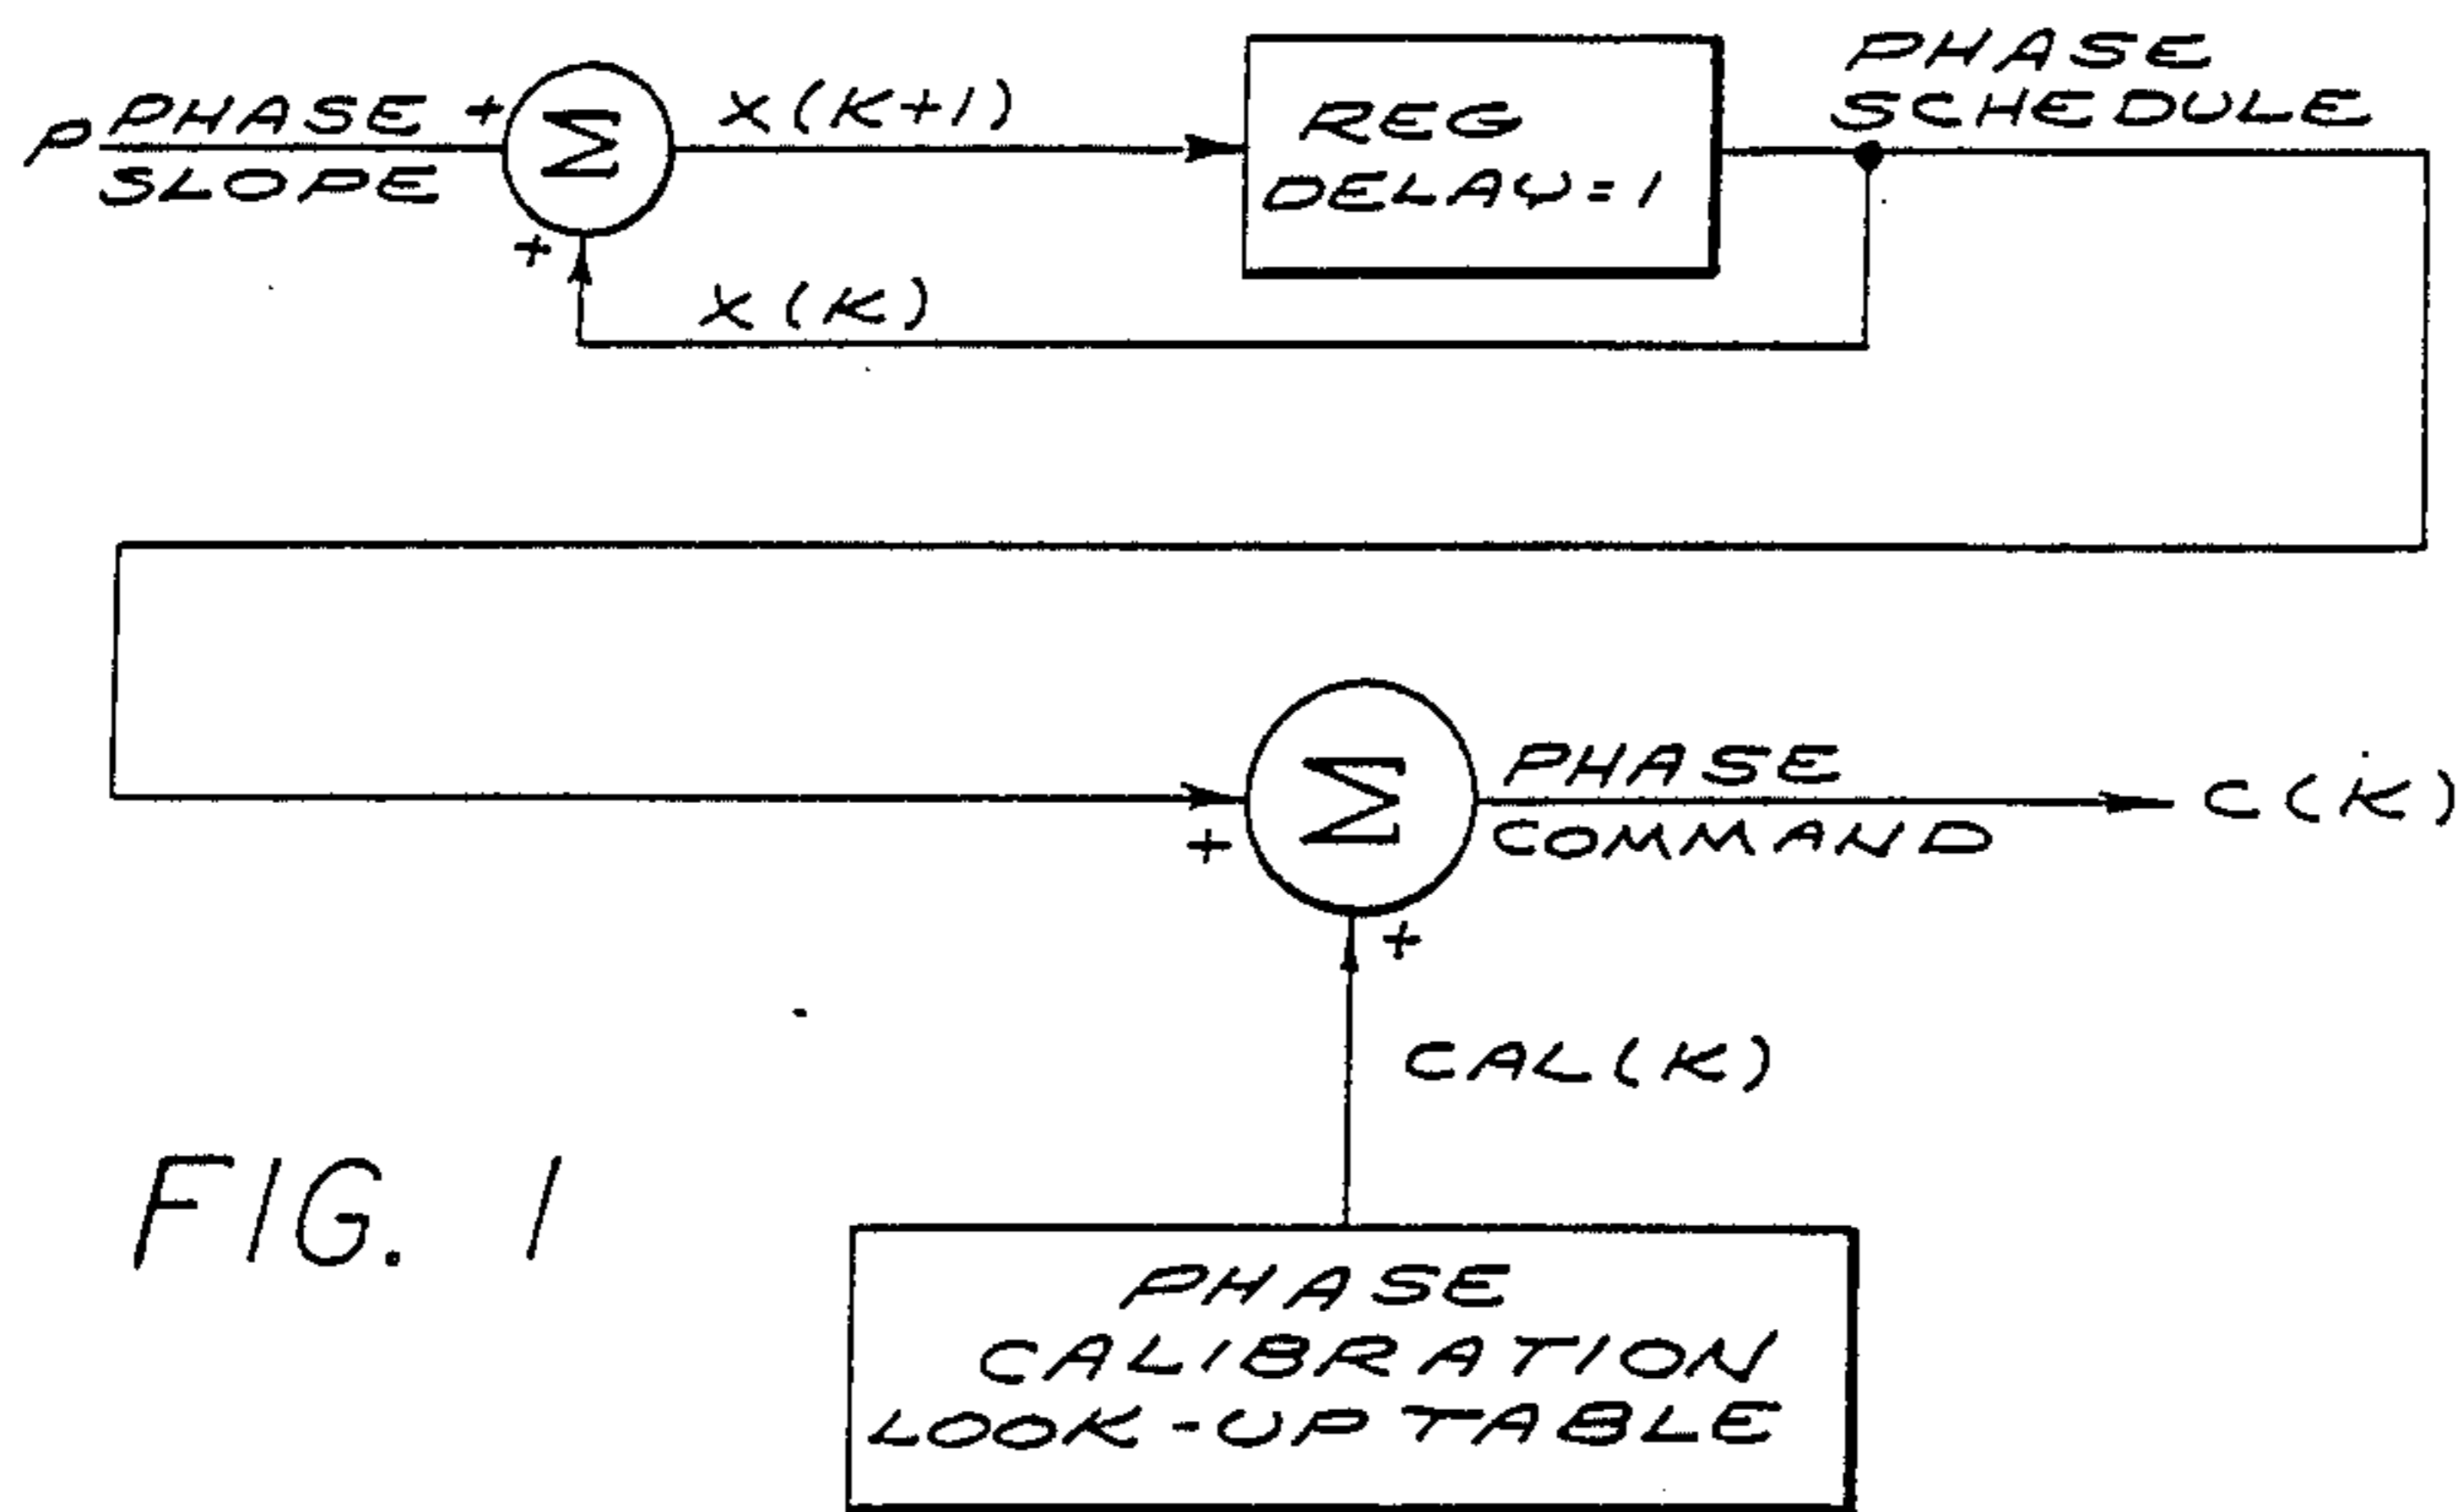 P PHASE +
SLOPE
Σ
X(K+1)
REG
DELAY=1
PHASE
SCHEDULE
+
X(K)
Σ
+
PHASE
COMMAND
C(K)
+
CAL(K)
PHASE
CALIBRATION
LOOK-UP TABLE
FIG. 1